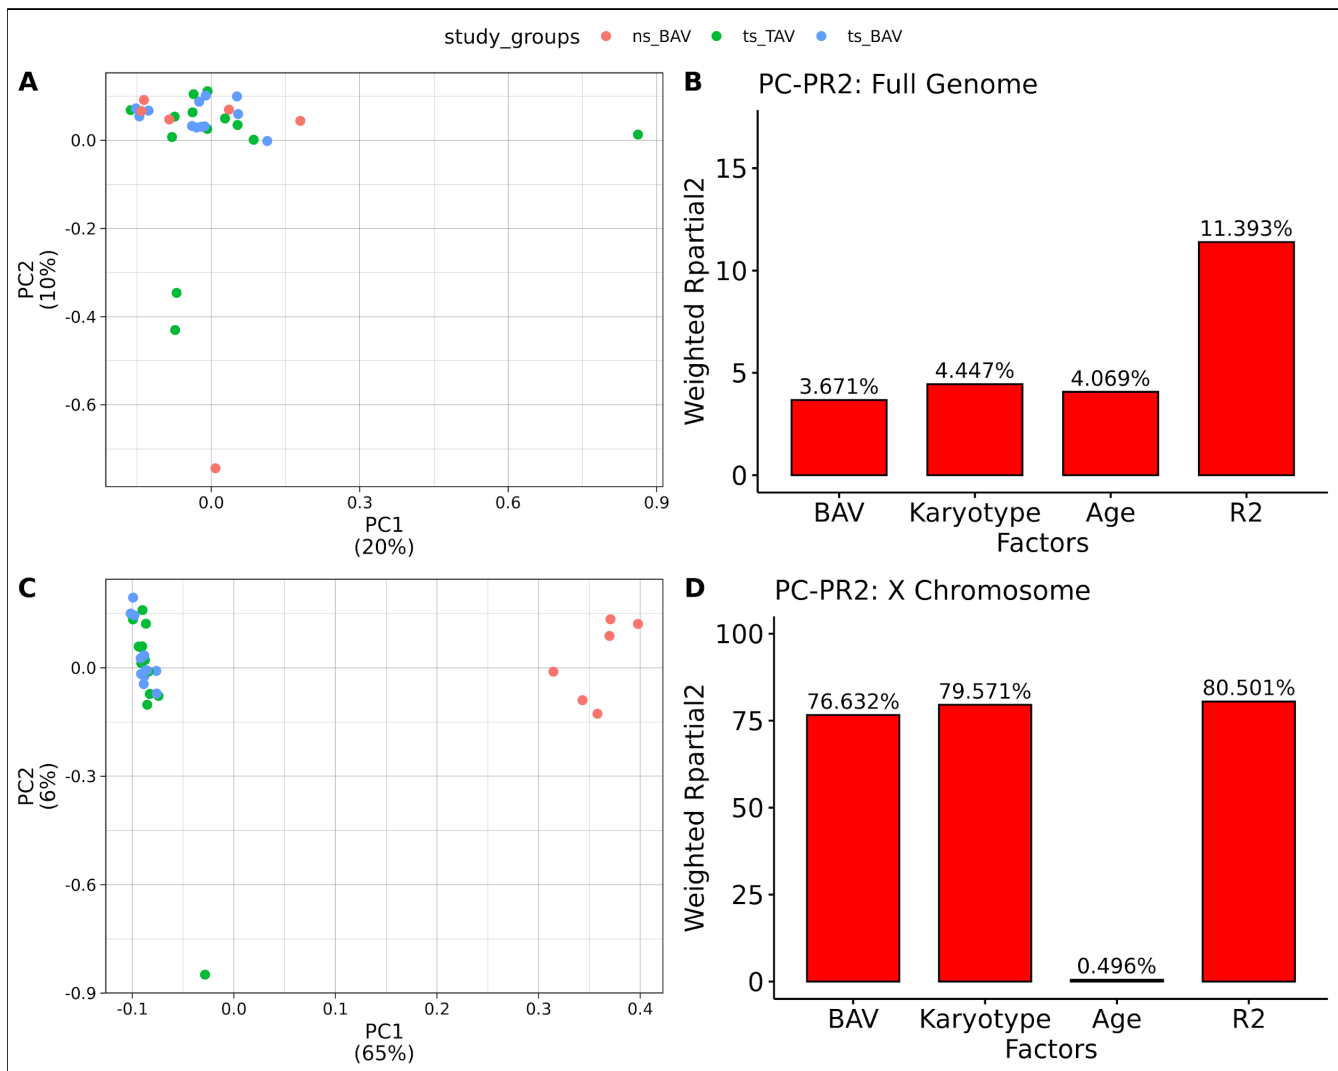 study_groups ns_BAV ts_TAV ts_BAV
A
0.0
-0.2
-0.4
-0.6
PC2
(10%)
0.0 0.3 0.6 0.9
PC1
(20%)
B
PC-PR2: Full Genome
Weighted Rpartial2
15
10
5
0
3.671%
4.447%
4.069%
11.393%
BAV Karyotype Age R2
Factors
C
0.0
-0.3
-0.6
-0.9
PC2
(6%)
-0.1 0.0 0.1 0.2 0.3 0.4
PC1
(65%)
D
PC-PR2: X Chromosome
Weighted Rpartial2
100
75
50
25
0
76.632%
79.571%
0.496%
80.501%
BAV Karyotype Age R2
Factors